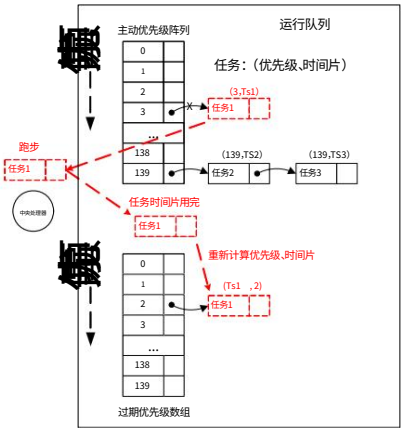 运行队列
主动优先级阵列
任务：（优先级、时间片）
0
1
2
3
...
138
139
（3,Ts1）
任务1
X
（139,TS2）
任务2
（139,TS3）
任务3
跑步
任务1
中央处理器
任务时间片用完
任务1
重新计算优先级、时间片
0
1
2
3
...
138
139
（Ts1 ，2）
任务1
过期优先级数组